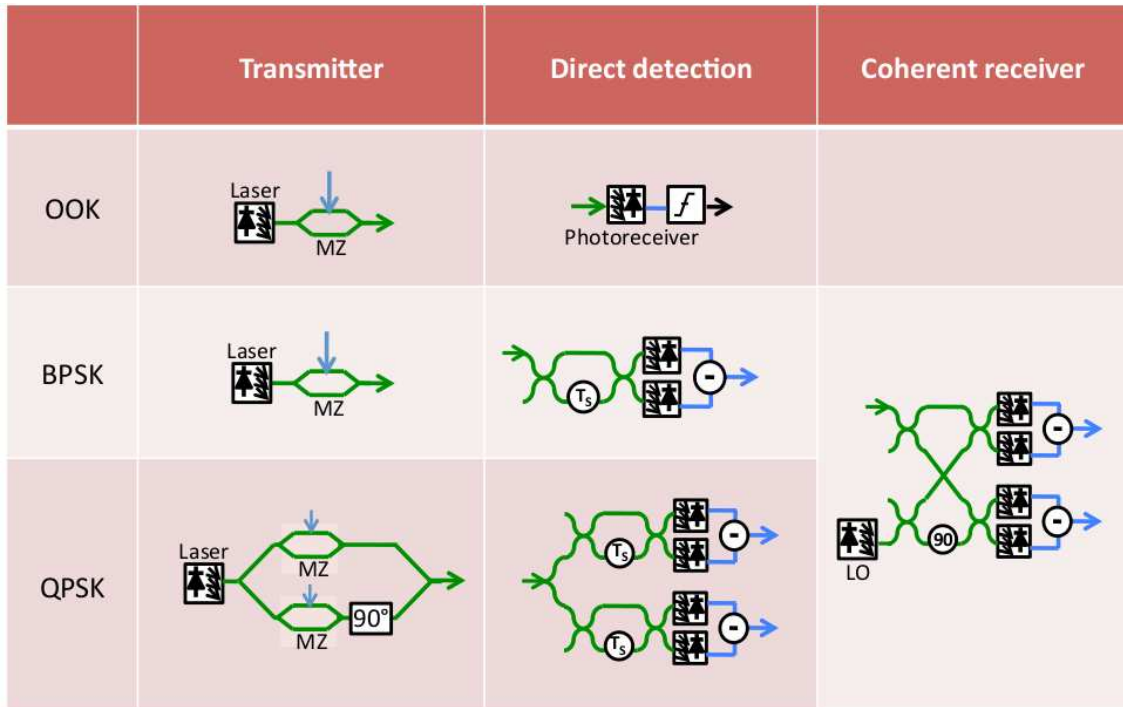 Transmitter
Direct detection
Coherent receiver
OOK
Laser
MZ
Photoreceiver
BPSK
Laser
MZ
Tₛ
-
QPSK
Laser
MZ
MZ
90°
Tₛ
-
Tₛ
-
-
-
90
LO